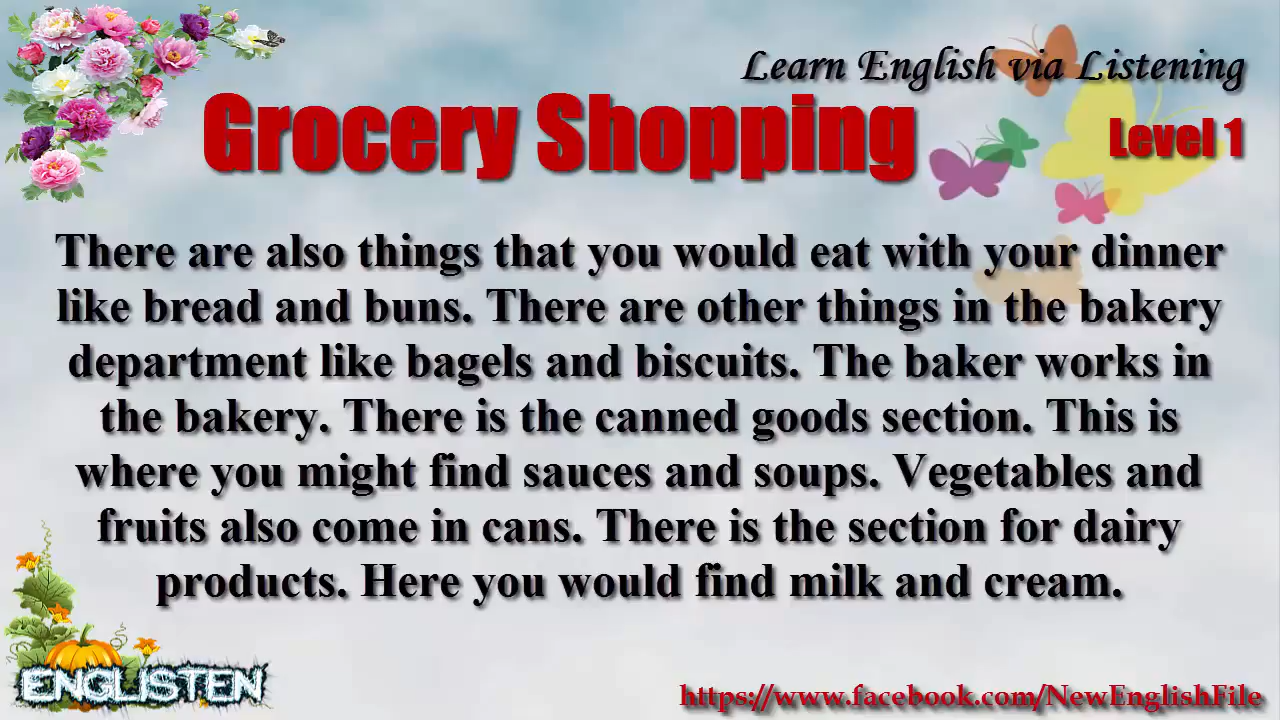 Learn English via Listening
Grocery Shopping
Level 1
There are also things that you would eat with your dinner
like bread and buns. There are other things in the bakery
department like bagels and biscuits. The baker works in
the bakery. There is the canned goods section. This is
where you might find sauces and soups. Vegetables and
fruits also come in cans. There is the section for dairy
products. Here you would find milk and cream.
ENGLISTEN
https://www.facebook.com/NewEnglishFile